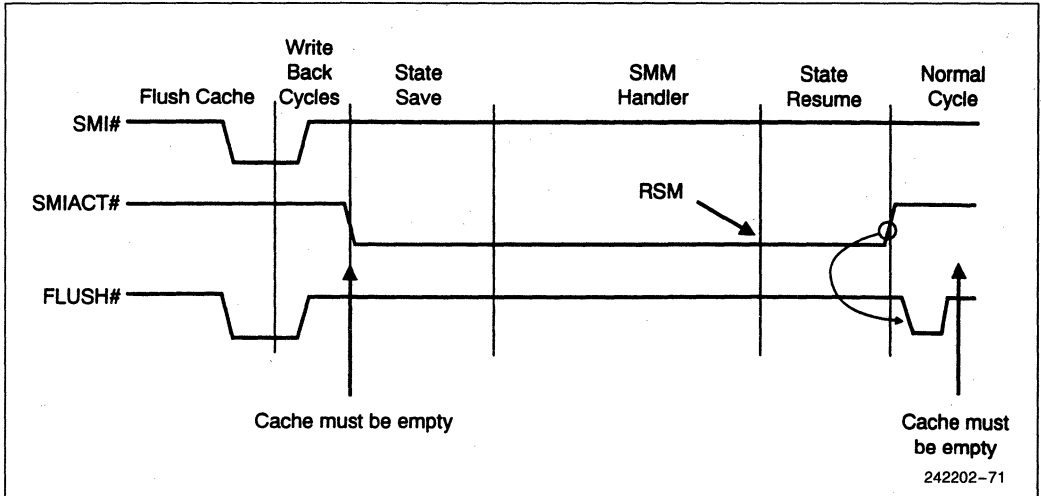 Flush Cache
Write
Back
Cycles
State
Save
SMM
Handler
State
Resume
Normal
Cycle
SMI#
SMIACT#
RSM
FLUSH#
Cache must be empty
Cache must
be empty
242202-71